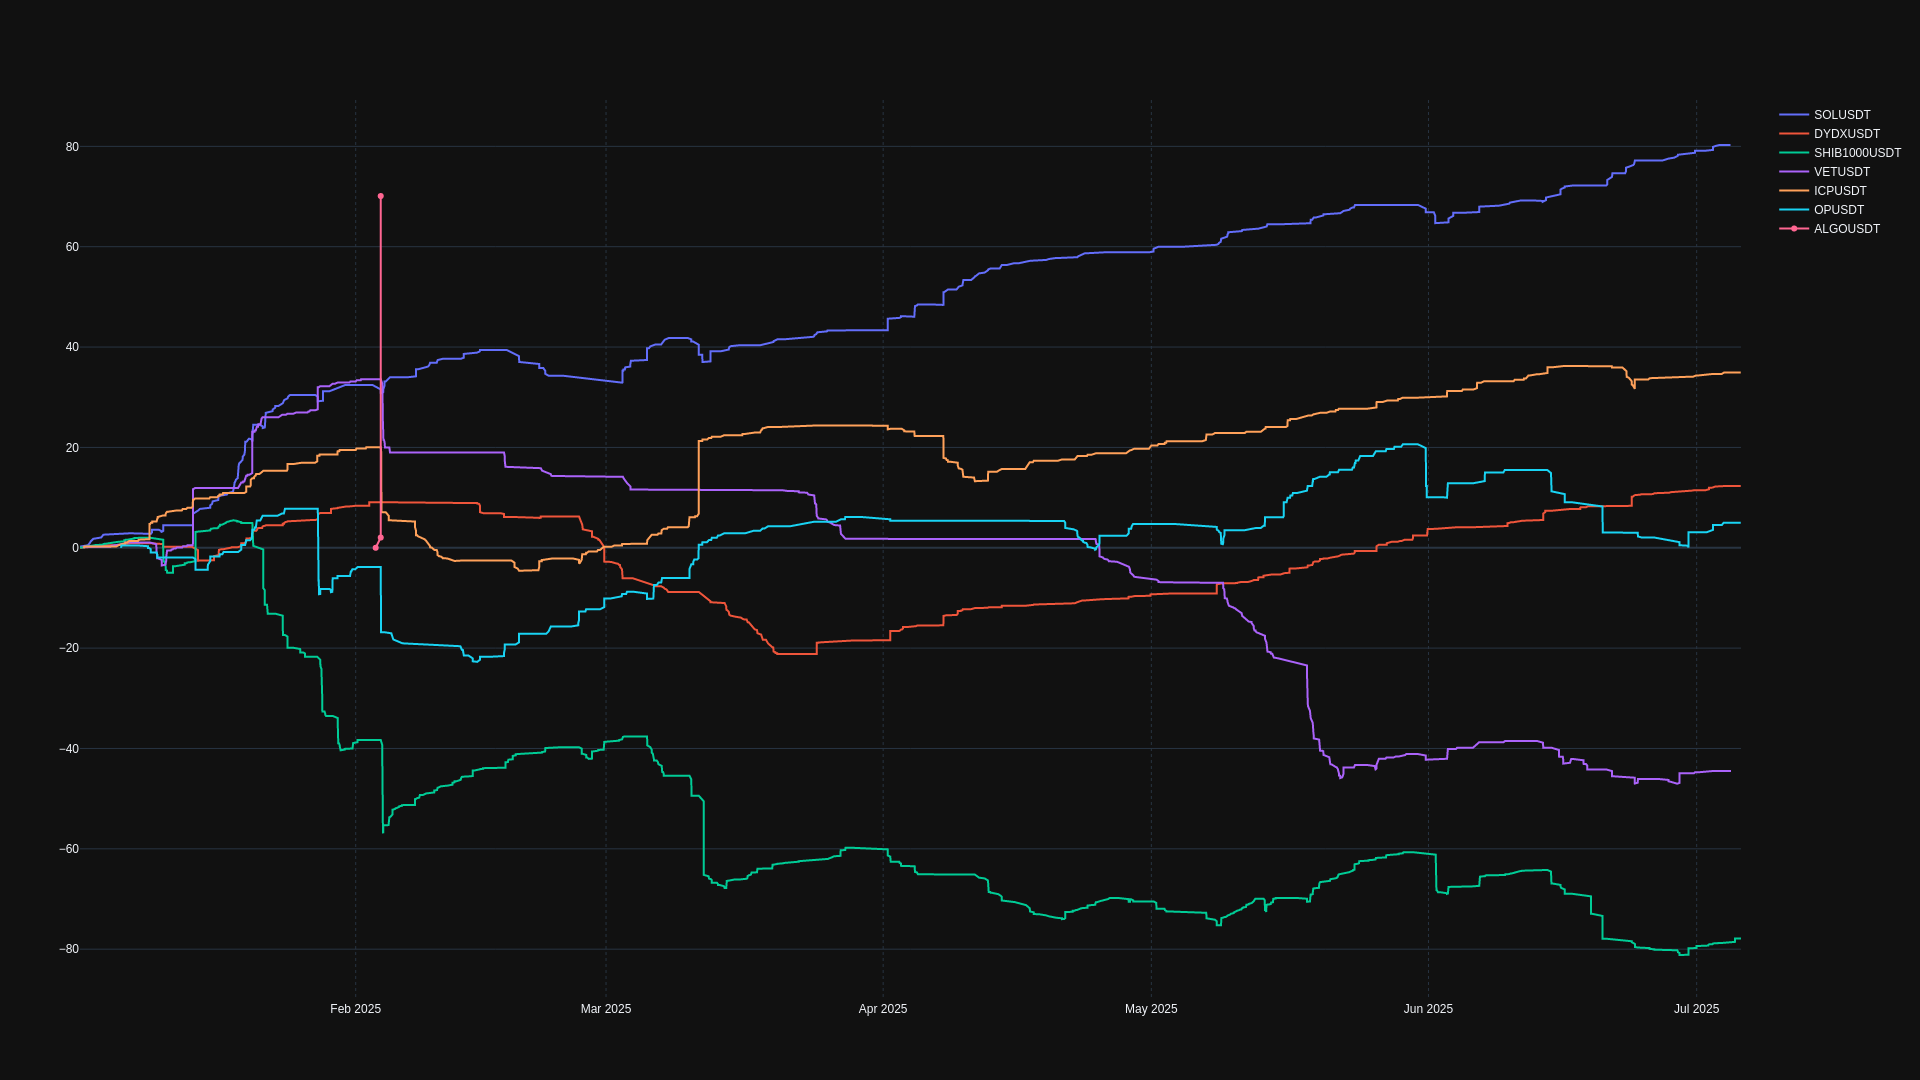 80
60
40
20
0
−20
−40
−60
−80
Feb 2025
Mar 2025
Apr 2025
May 2025
Jun 2025
Jul 2025
SOLUSDT
DYDXUSDT
SHIB1000USDT
VETUSDT
ICPUSDT
OPUSDT
ALGOUSDT